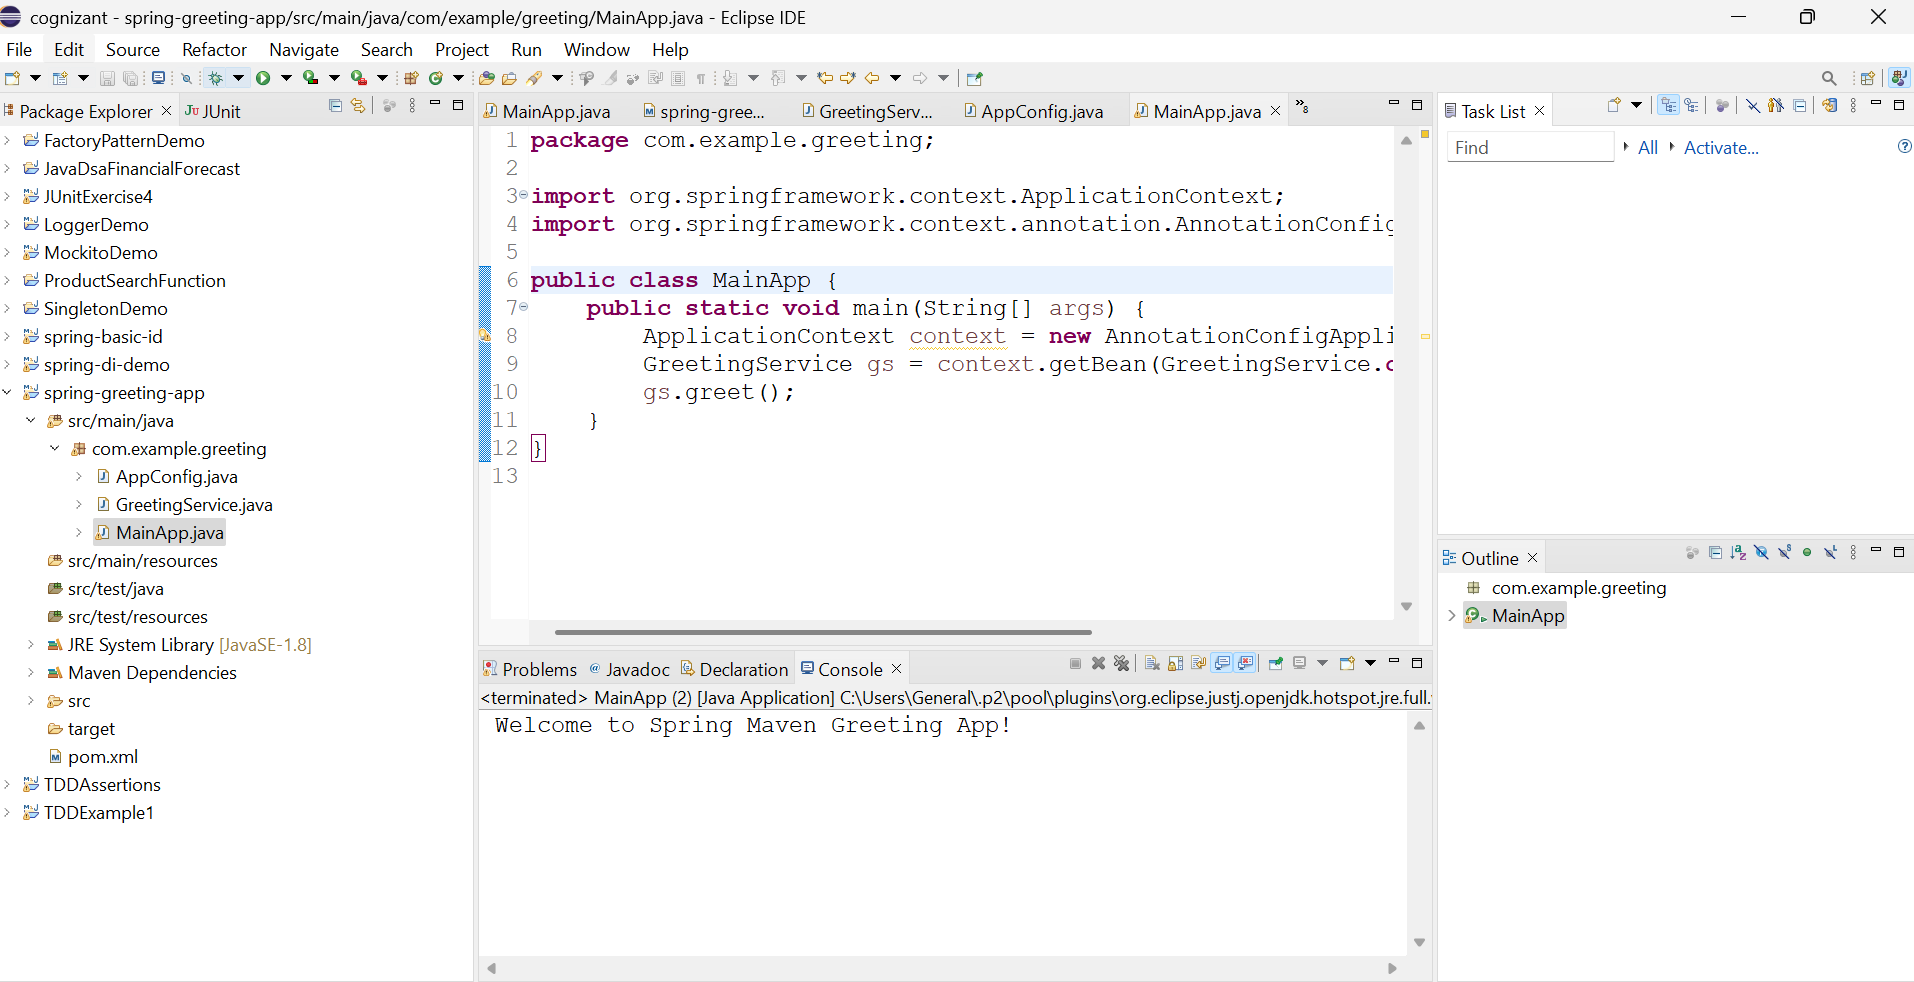 cognizant - spring-greeting-app/src/main/java/com/example/greeting/MainApp.java - Eclipse IDE
File Edit Source Refactor Navigate Search Project Run Window Help
Package Explorer
JUnit
FactoryPatternDemo
JavaDsaFinancialForecast
JUnitExercise4
LoggerDemo
MockitoDemo
ProductSearchFunction
SingletonDemo
spring-basic-id
spring-di-demo
spring-greeting-app
src/main/java
com.example.greeting
AppConfig.java
GreetingService.java
MainApp.java
src/main/resources
src/test/java
src/test/resources
JRE System Library [JavaSE-1.8]
Maven Dependencies
src
target
pom.xml
TDDAssertions
TDDExample1
MainApp.java spring-gree... GreetingServ... AppConfig.java MainApp.java »8
1 package com.example.greeting;
2
3 import org.springframework.context.ApplicationContext;
4 import org.springframework.context.annotation.AnnotationConfig
5
6 public class MainApp {
7 public static void main(String[] args) {
8 ApplicationContext context = new AnnotationConfigAppli
9 GreetingService gs = context.getBean(GreetingService.c
10 gs.greet();
11 }
12 }
13
Problems @ Javadoc Declaration Console
<terminated> MainApp (2) [Java Application] C:\Users\General\.p2\pool\plugins\org.eclipse.justj.openjdk.hotspot.jre.full.
Welcome to Spring Maven Greeting App!
Task List
Find All Activate...
Outline
com.example.greeting
MainApp